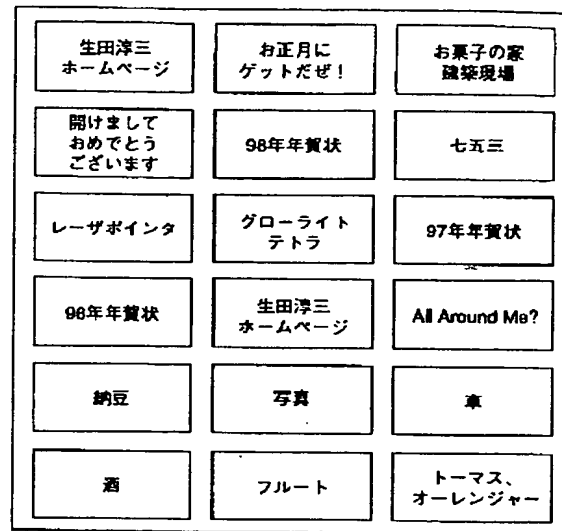 生田淳三
ホームページ
お正月に
ゲットだぜ!
お菓子の家
建築現場
開けまして
おめでとう
ございます
98年年賀状
七五三
レーザポインタ
グローライト
テトラ
97年年賀状
96年年賀状
生田淳三
ホームページ
All Around Me?
納豆
写真
車
酒
フルート
トーマス、
オーレンジャー